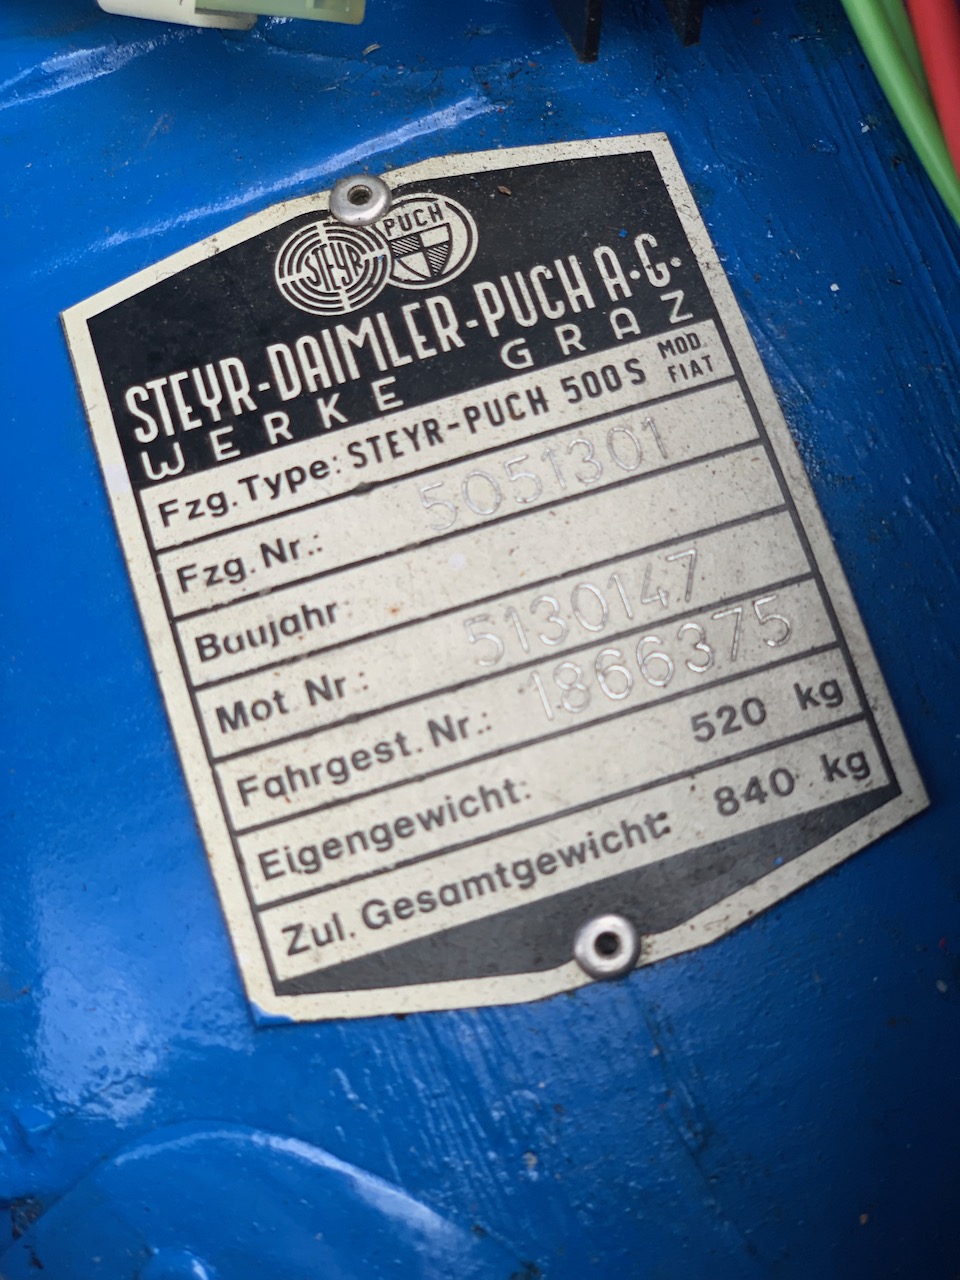 STEYR PUCH
STEYR-DAIMLER-PUCH A·G·
WERKE GRAZ
Fzg. Type: STEYR-PUCH 500 S MOD. FIAT
Fzg. Nr.: 5051301
Baujahr
Mot. Nr.: 5130147
Fahrgest. Nr.: 1866375
Eigengewicht: 520 kg
Zul. Gesamtgewicht: 840 kg